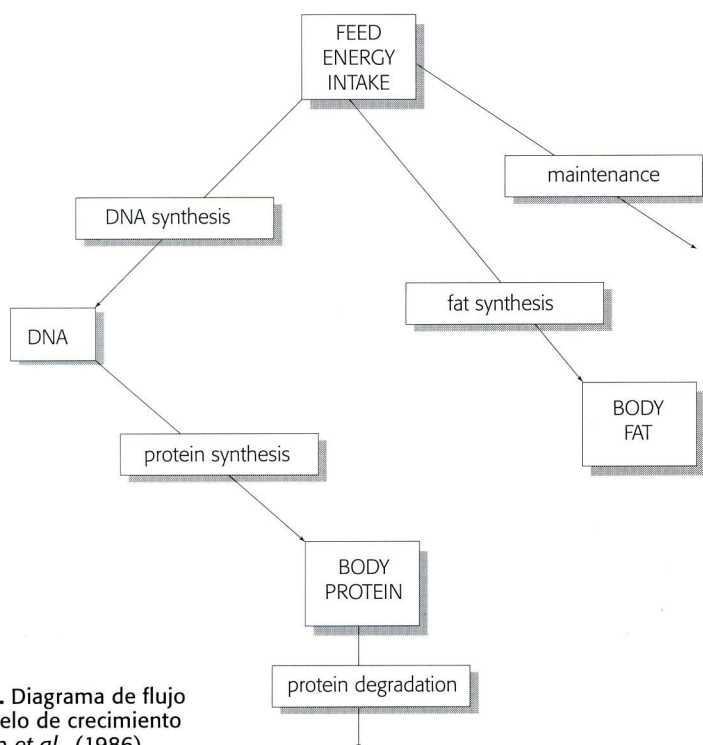 FEED
ENERGY
INTAKE
maintenance
DNA synthesis
fat synthesis
DNA
BODY
FAT
protein synthesis
BODY
PROTEIN
protein degradation
. Diagrama de flujo
elo de crecimiento
et al. (1986)